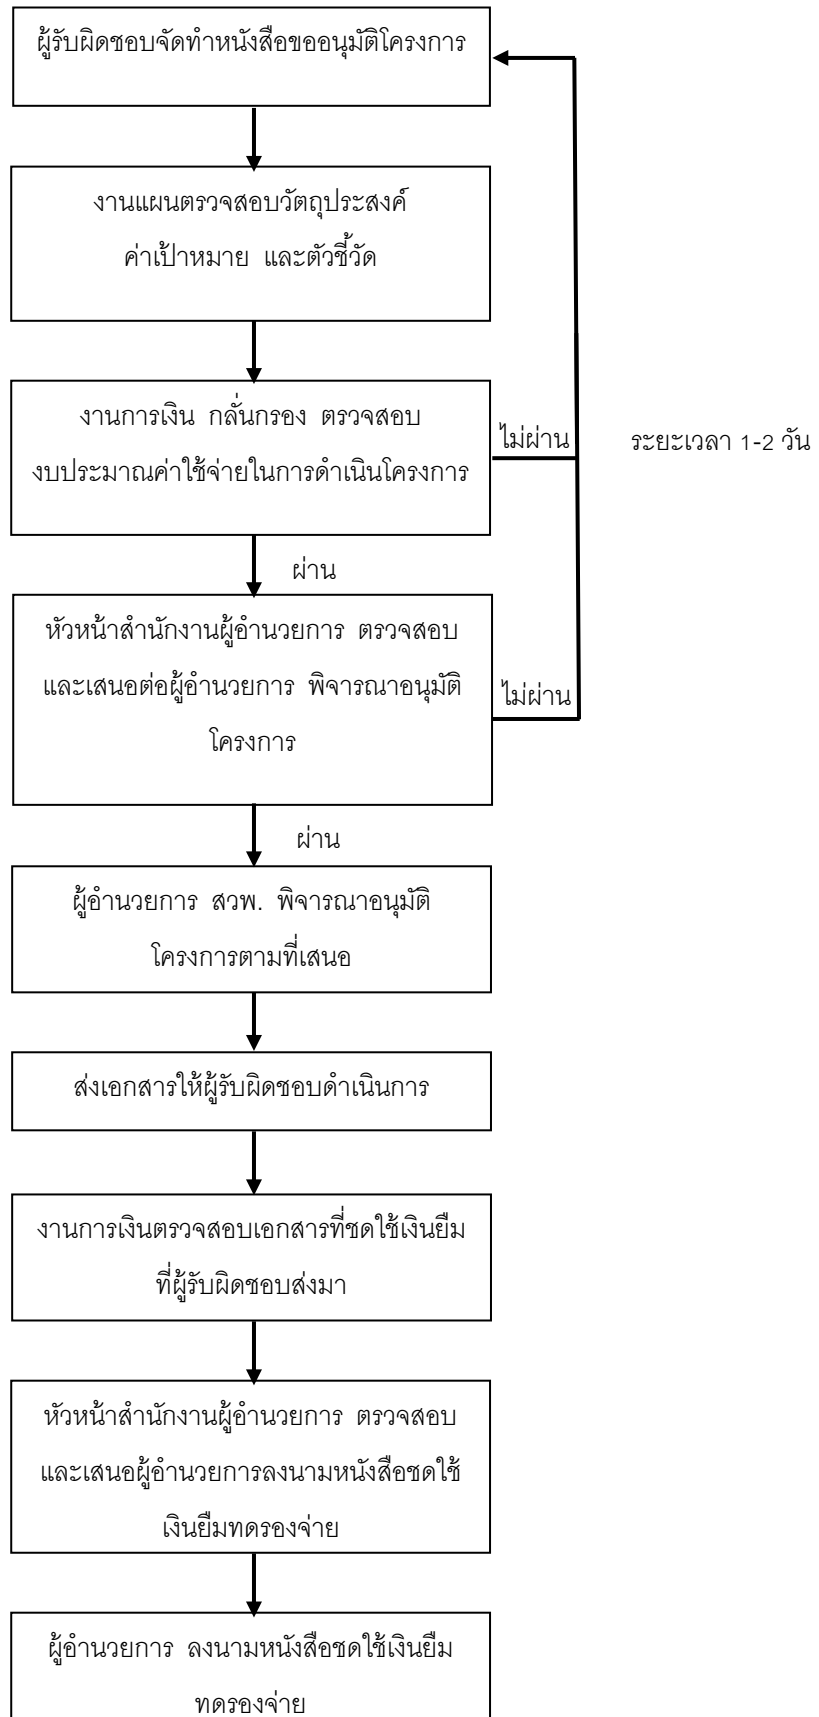 ผู้รับผิดชอบจัดทำหนังสือขออนุมัติโครงการ
งานแผนตรวจสอบวัตถุประสงค์
ค่าเป้าหมาย และตัวชี้วัด
งานการเงิน กลั่นกรอง ตรวจสอบ
งบประมาณค่าใช้จ่ายในการดำเนินโครงการ
ไม่ผ่าน
ระยะเวลา 1-2 วัน
ผ่าน
หัวหน้าสำนักงานผู้อำนวยการ ตรวจสอบ
และเสนอต่อผู้อำนวยการ พิจารณาอนุมัติ
โครงการ
ไม่ผ่าน
ผ่าน
ผู้อำนวยการ สวพ. พิจารณาอนุมัติ
โครงการตามที่เสนอ
ส่งเอกสารให้ผู้รับผิดชอบดำเนินการ
งานการเงินตรวจสอบเอกสารที่ชดใช้เงินยืม
ที่ผู้รับผิดชอบส่งมา
หัวหน้าสำนักงานผู้อำนวยการ ตรวจสอบ
และเสนอผู้อำนวยการลงนามหนังสือชดใช้
เงินยืมทดรองจ่าย
ผู้อำนวยการ ลงนามหนังสือชดใช้เงินยืม
ทดรองจ่าย